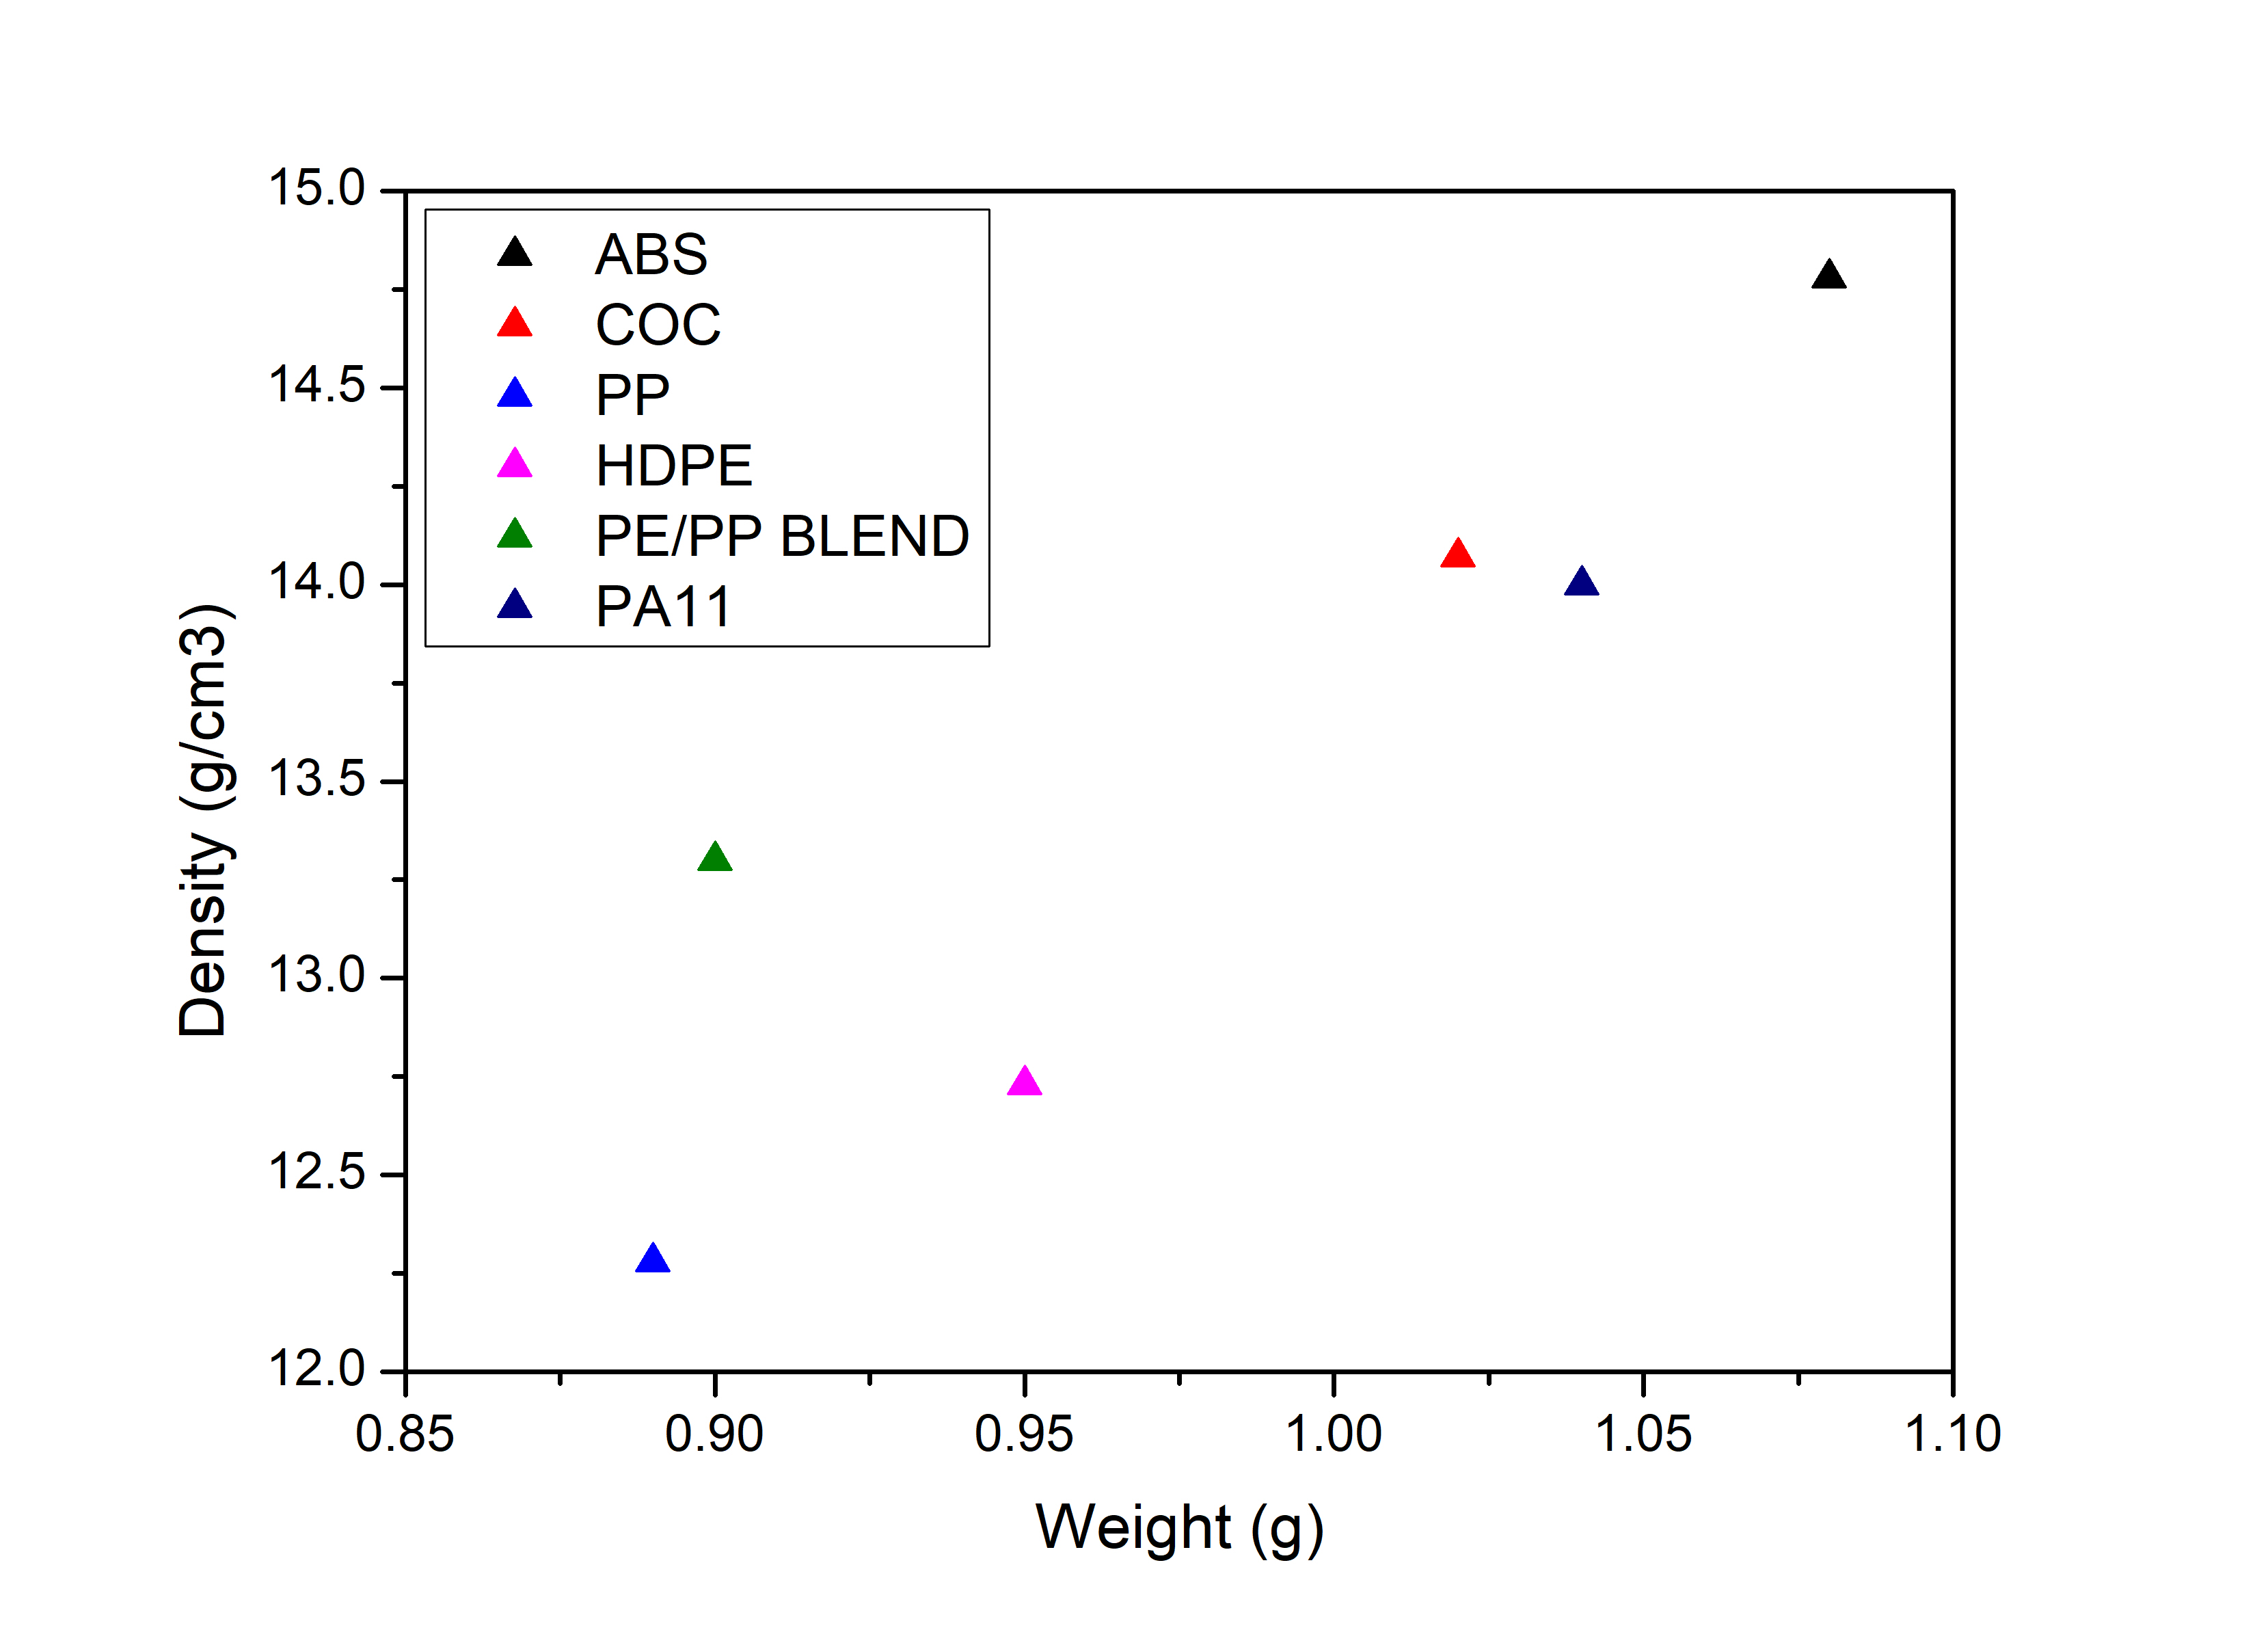 15.0
14.5
14.0
13.5
13.0
12.5
12.0
Density (g/cm3)
ABS
COC
PP
HDPE
PE/PP BLEND
PA11
0.85 0.90 0.95 1.00 1.05 1.10
Weight (g)